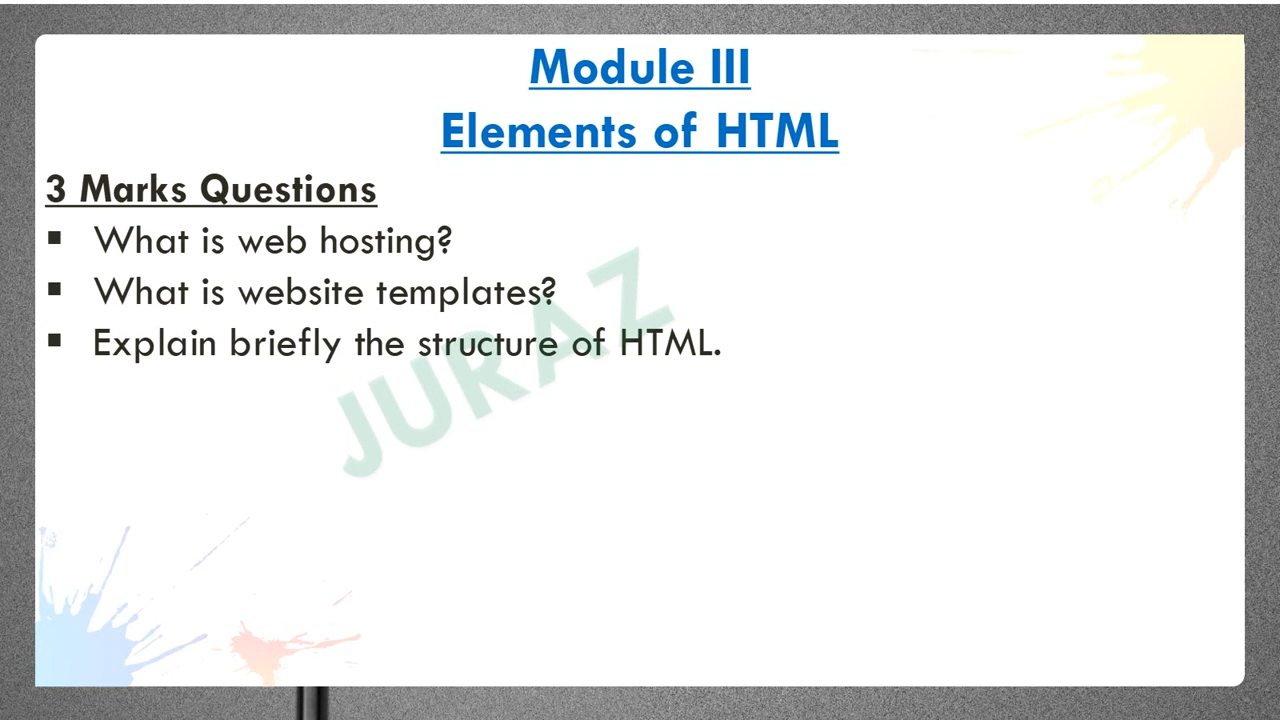 Module III
Elements of HTML
3 Marks Questions
▪ What is web hosting?
▪ What is website templates?
▪ Explain briefly the structure of HTML.
JURAZ